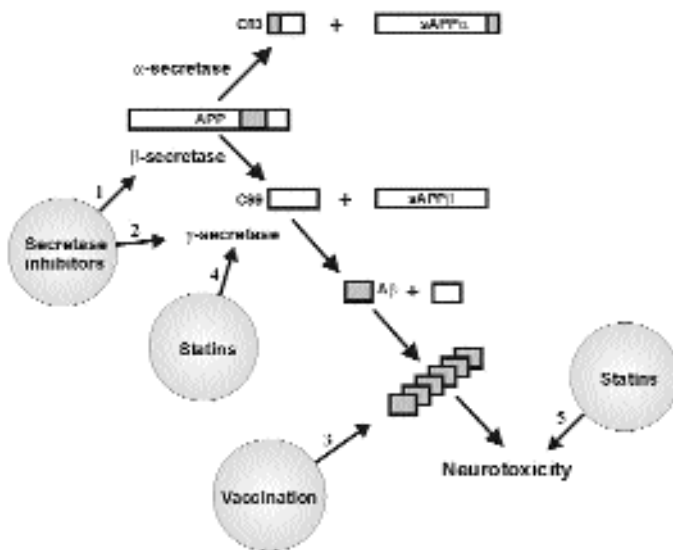 C83 + sAPPα
α-secretase
APP
β-secretase
1
C99 + sAPPβ
Secretase
inhibitors
2
γ-secretase
4
Aβ +
Statins
Statins
5
3
Neurotoxicity
Vaccination